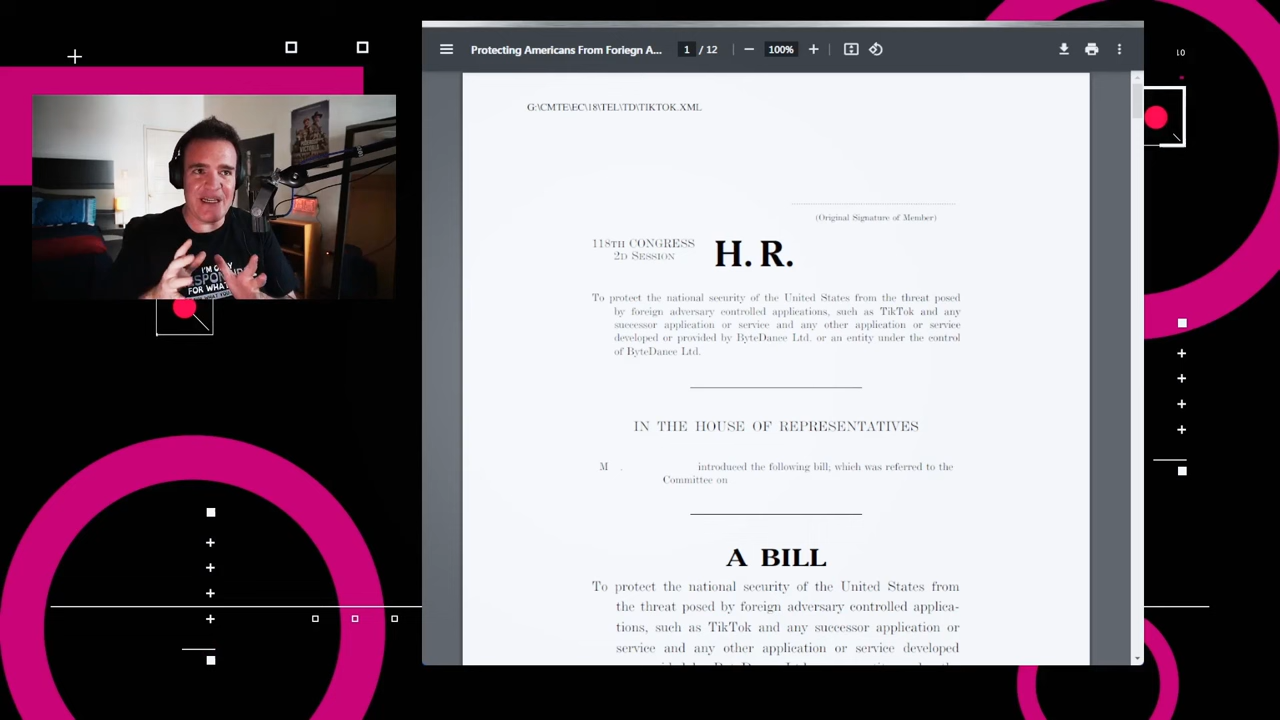 Protecting Americans From Foriegn A...
1 / 12
100%
G:\CMTE\EC\18\TEL\TD\TIKTOK.XML
(Original Signature of Member)
118TH CONGRESS
2D SESSION
H. R.
To protect the national security of the United States from the threat posed
by foreign adversary controlled applications, such as TikTok and any
successor application or service and any other application or service
developed or provided by ByteDance Ltd. or an entity under the control
of ByteDance Ltd.
IN THE HOUSE OF REPRESENTATIVES
M . introduced the following bill; which was referred to the
Committee on
A BILL
To protect the national security of the United States from
the threat posed by foreign adversary controlled applica-
tions, such as TikTok and any successor application or
service and any other application or service developed
I'M ONLY
RESPONS
FOR WHAT